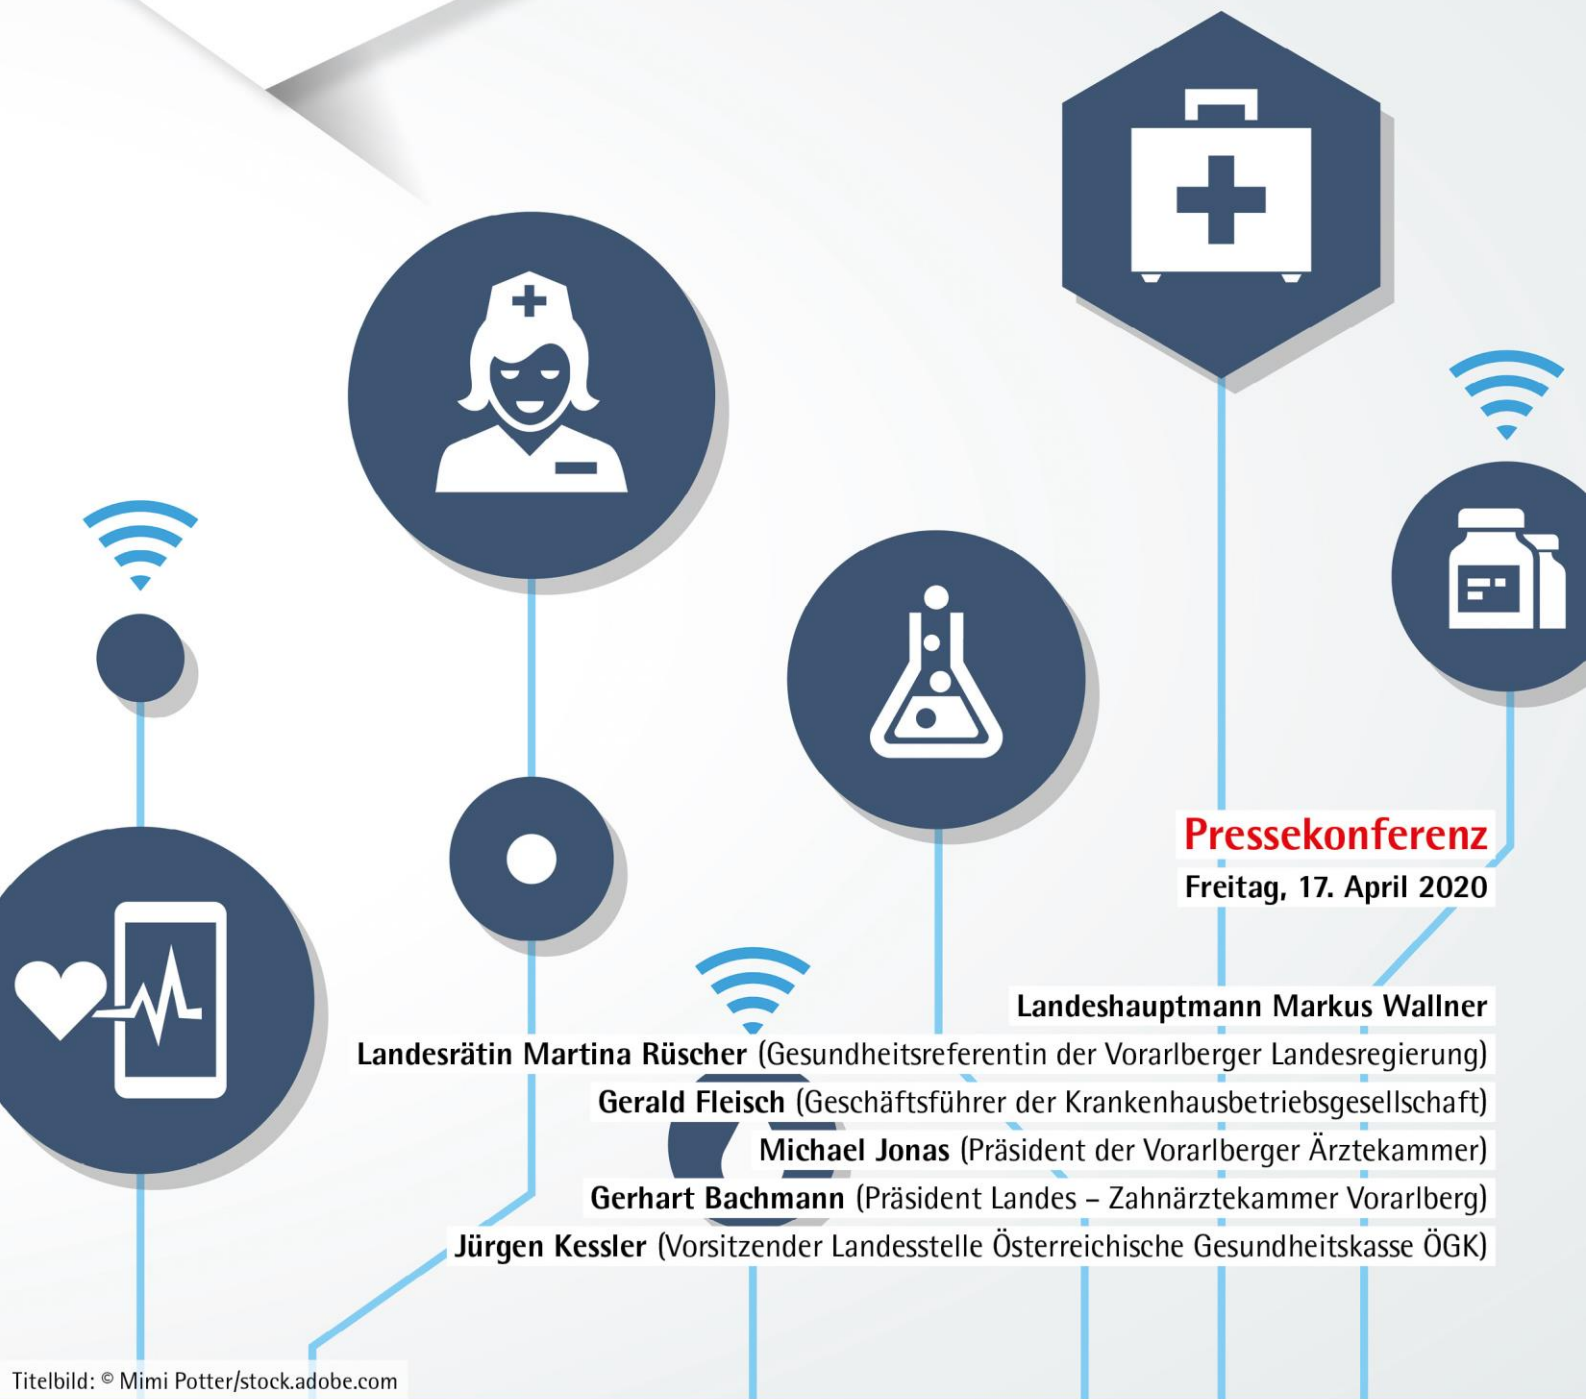 Pressekonferenz
Freitag, 17. April 2020
Landeshauptmann Markus Wallner
Landesrätin Martina Rüscher (Gesundheitsreferentin der Vorarlberger Landesregierung)
Gerald Fleisch (Geschäftsführer der Krankenhausbetriebsgesellschaft)
Michael Jonas (Präsident der Vorarlberger Ärztekammer)
Gerhart Bachmann (Präsident Landes – Zahnärztekammer Vorarlberg)
Jürgen Kessler (Vorsitzender Landesstelle Österreichische Gesundheitskasse ÖGK)
Titelbild: © Mimi Potter/stock.adobe.com